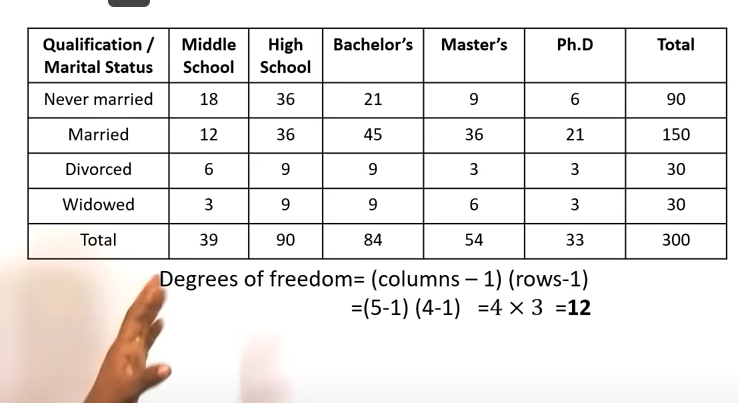 Qualification / Marital Status Middle School High School Bachelor's Master's Ph.D Total
Never married 18 36 21 9 6 90
Married 12 36 45 36 21 150
Divorced 6 9 9 3 3 30
Widowed 3 9 9 6 3 30
Total 39 90 84 54 33 300
Degrees of freedom= (columns – 1) (rows-1)
=(5-1) (4-1) =4 × 3 =12